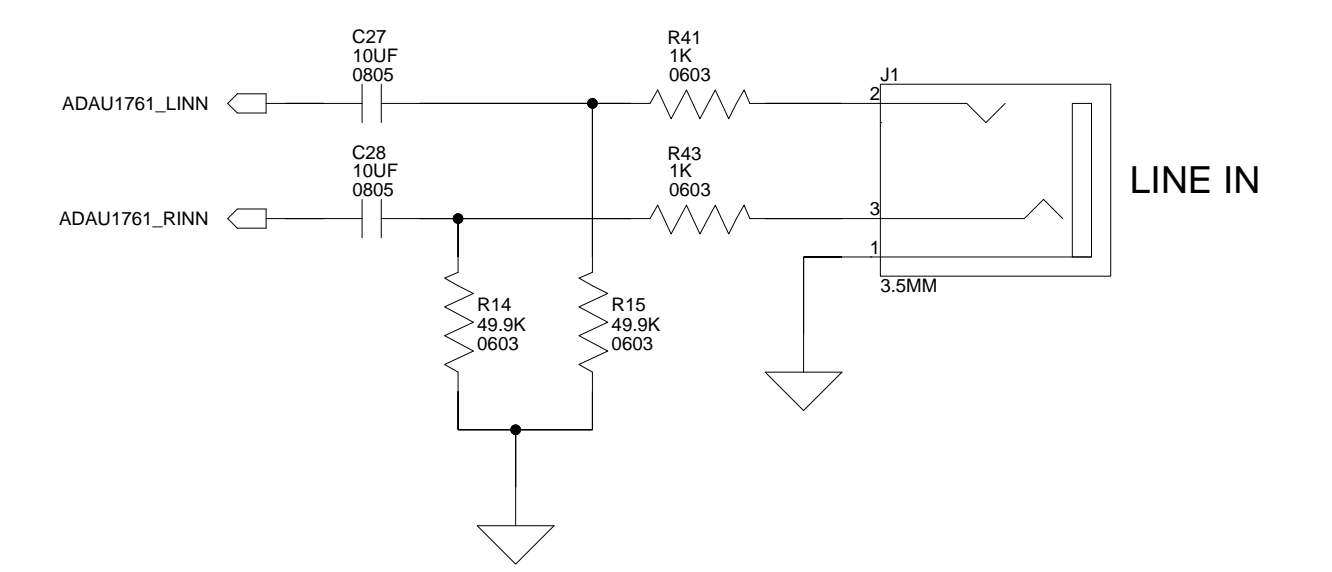 C27
10UF
0805
R41
1K
0603
J1
ADAU1761_LINN
2
C28
10UF
0805
R43
1K
0603
LINE IN
ADAU1761_RINN
3
1
3.5MM
R14
49.9K
0603
R15
49.9K
0603